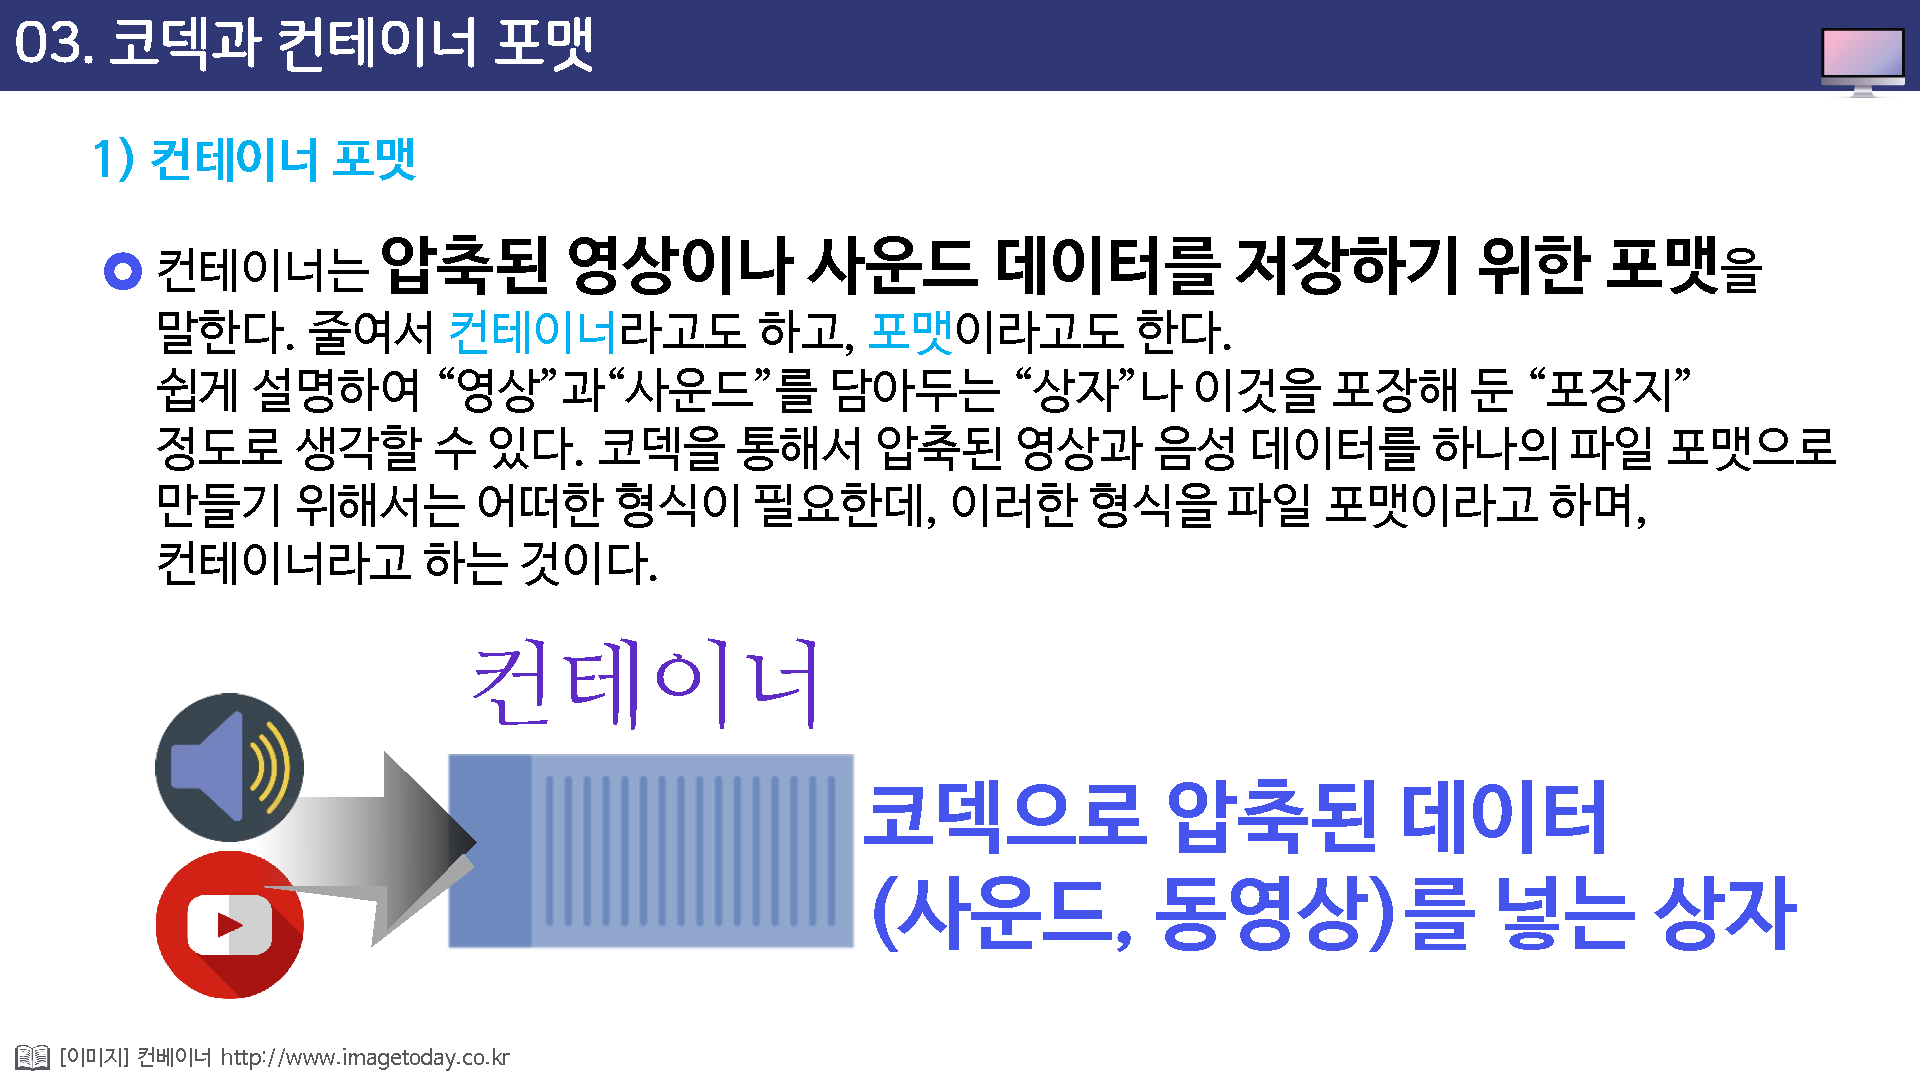 03. 코덱과 컨테이너 포맷
1) 컨테이너 포맷
컨테이너는 압축된 영상이나 사운드 데이터를 저장하기 위한 포맷을
말한다. 줄여서 컨테이너라고도 하고, 포맷이라고도 한다.
쉽게 설명하여 “영상”과“사운드”를 담아두는 “상자”나 이것을 포장해 둔 “포장지”
정도로 생각할 수 있다. 코덱을 통해서 압축된 영상과 음성 데이터를 하나의 파일 포맷으로
만들기 위해서는 어떠한 형식이 필요한데, 이러한 형식을 파일 포맷이라고 하며,
컨테이너라고 하는 것이다.
컨테이너
코덱으로 압축된 데이터
(사운드, 동영상)를 넣는 상자
[이미지] 컨베이너 http://www.imagetoday.co.kr